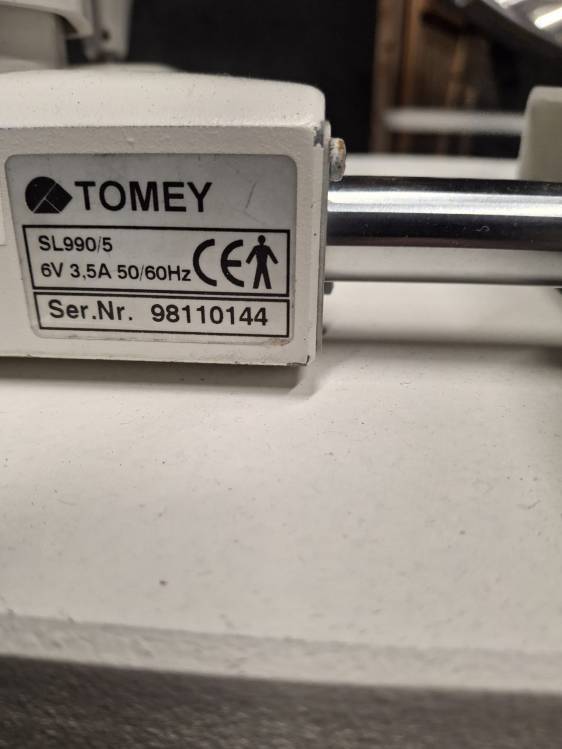 TOMEY
SL990/5
6V 3,5A 50/60Hz CE
Ser.Nr. 98110144